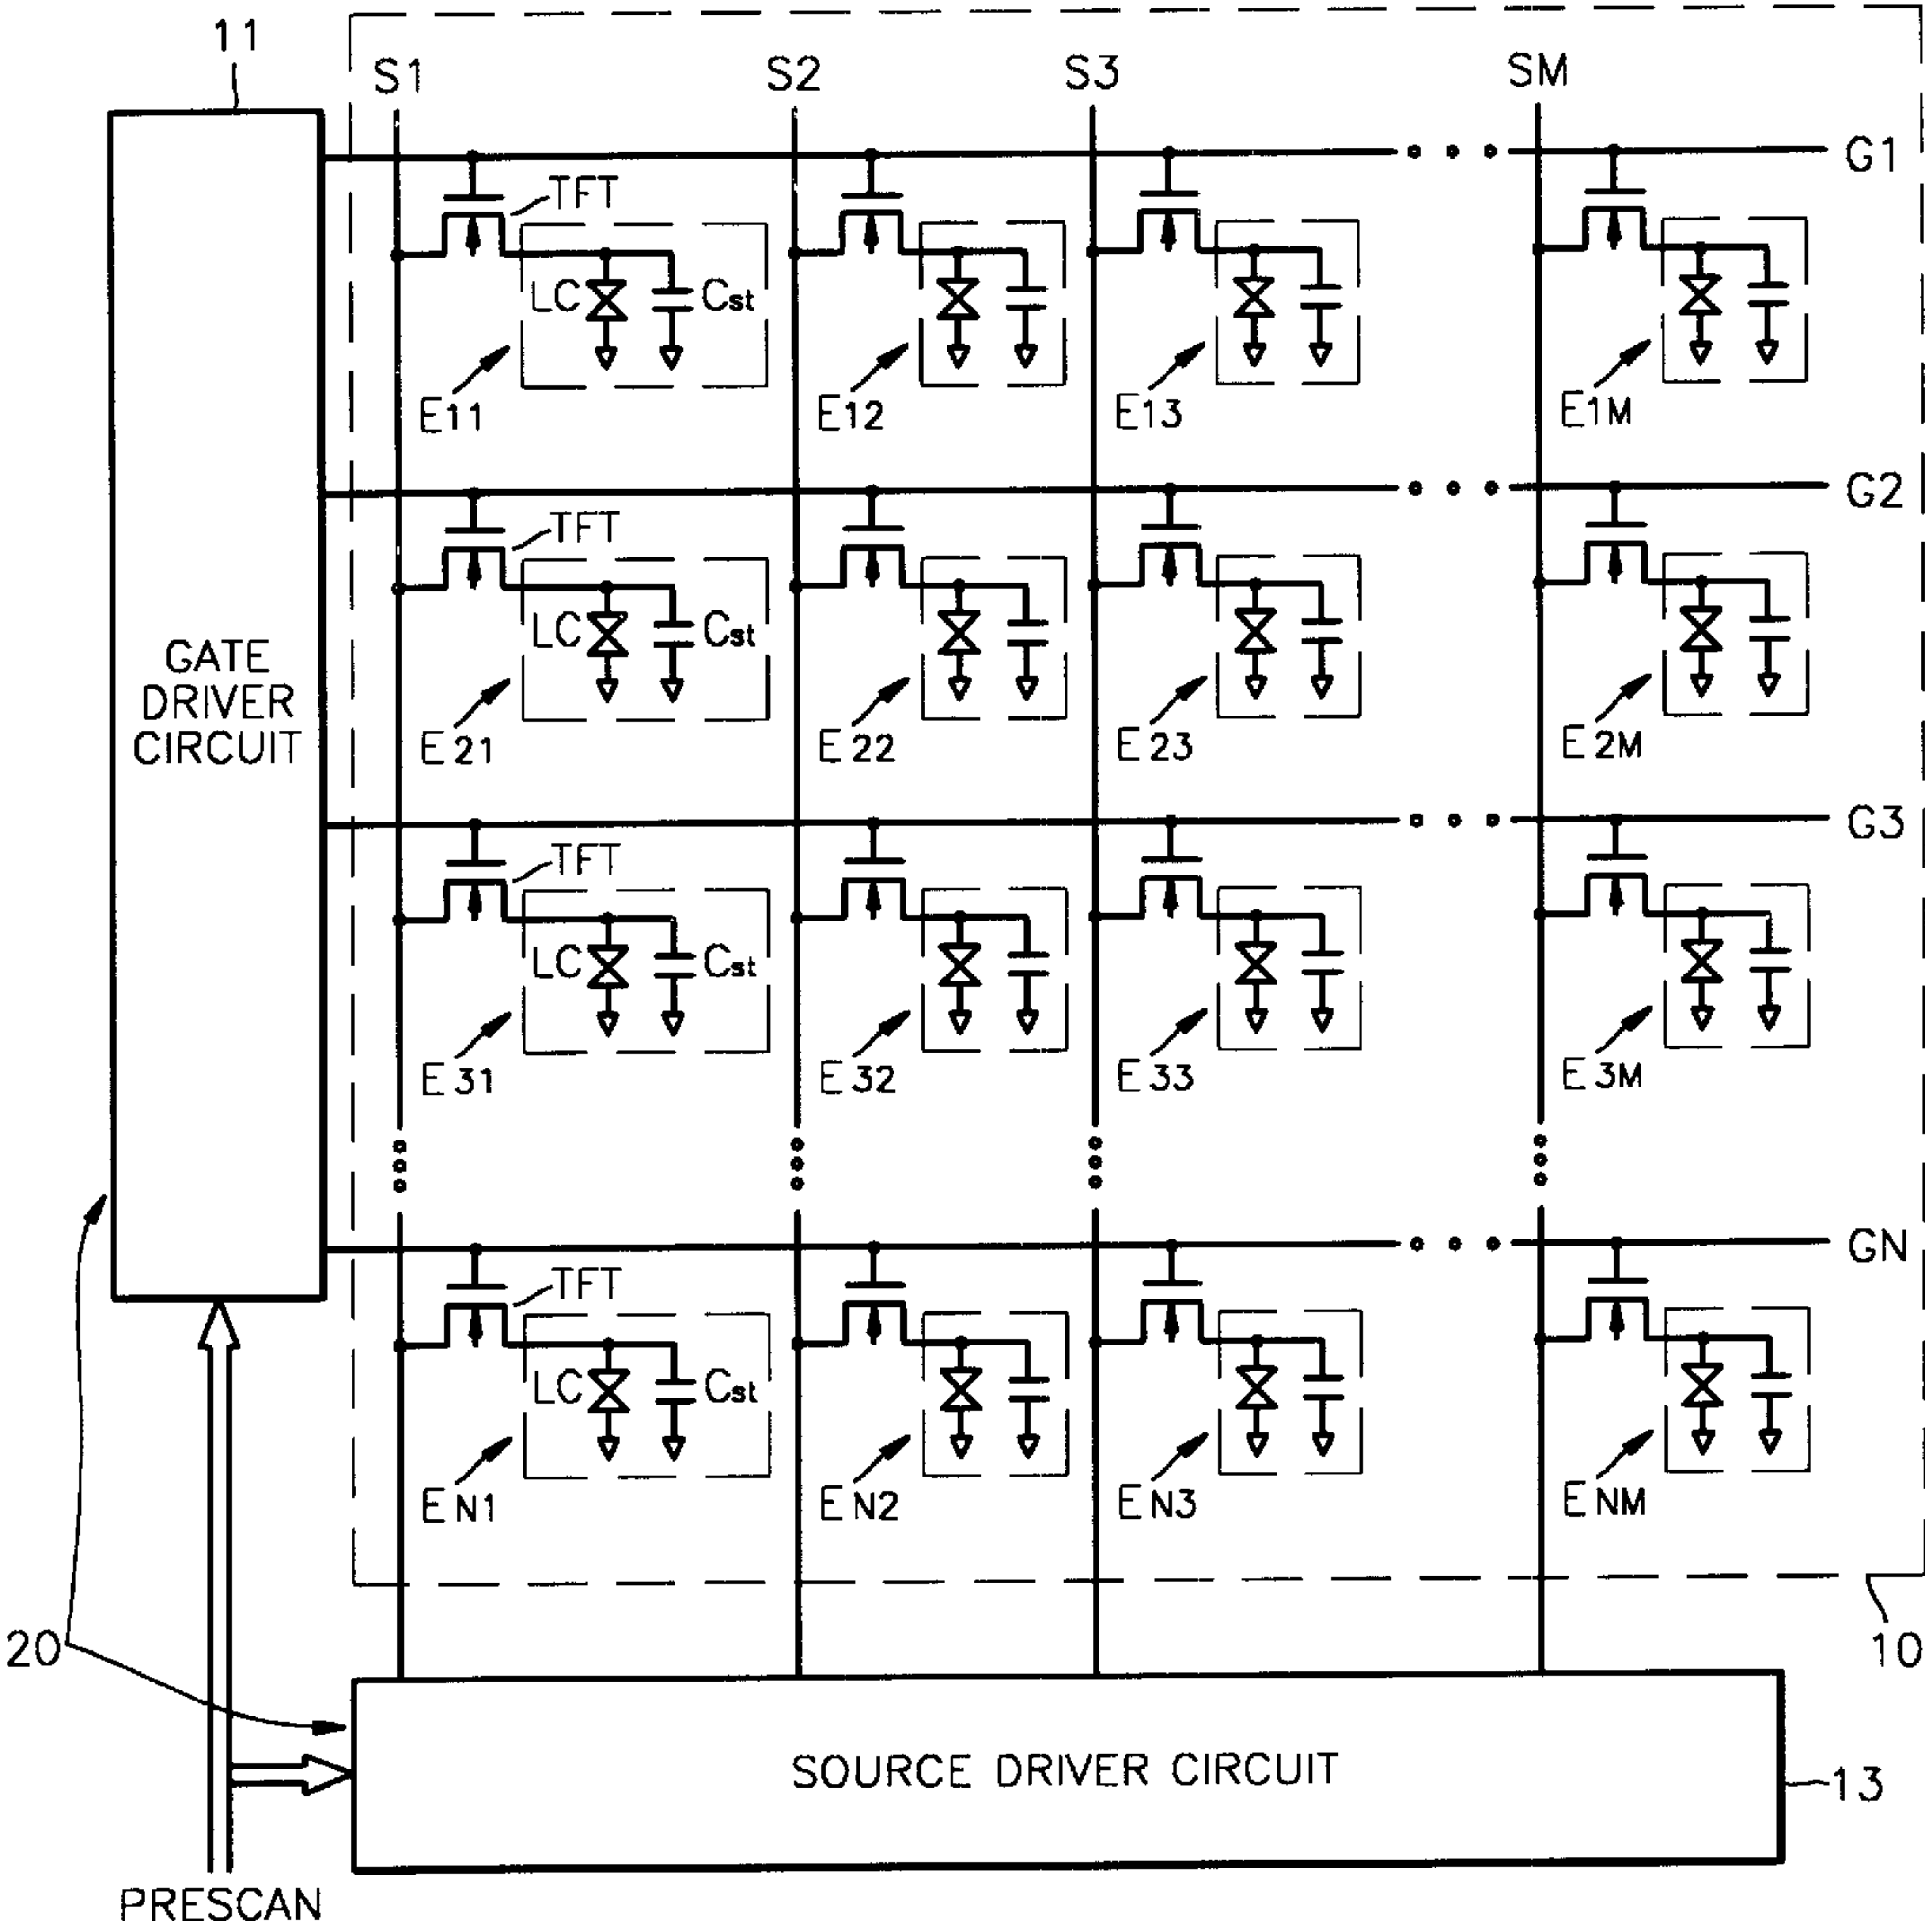 11
S1 S2 S3 SM
G1
TFT
LC Cst
E11 E12 E13 E1M
G2
TFT
LC Cst
GATE
DRIVER
CIRCUIT
E21 E22 E23 E2M
G3
TFT
LC Cst
E31 E32 E33 E3M
GN
TFT
LC Cst
EN1 EN2 EN3 ENM
20
10
SOURCE DRIVER CIRCUIT
13
PRESCAN